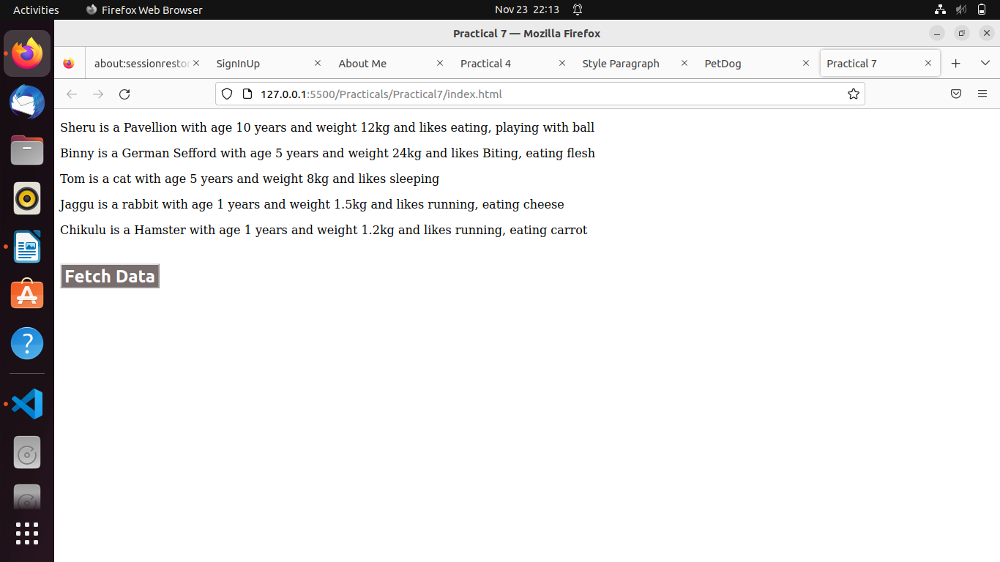 Activities Firefox Web Browser Nov 23 22:13
Practical 7 — Mozilla Firefox
about:sessionrestor SignInUp About Me Practical 4 Style Paragraph PetDog Practical 7
127.0.0.1:5500/Practicals/Practical7/index.html
Sheru is a Pavellion with age 10 years and weight 12kg and likes eating, playing with ball
Binny is a German Sefford with age 5 years and weight 24kg and likes Biting, eating flesh
Tom is a cat with age 5 years and weight 8kg and likes sleeping
Jaggu is a rabbit with age 1 years and weight 1.5kg and likes running, eating cheese
Chikulu is a Hamster with age 1 years and weight 1.2kg and likes running, eating carrot
Fetch Data